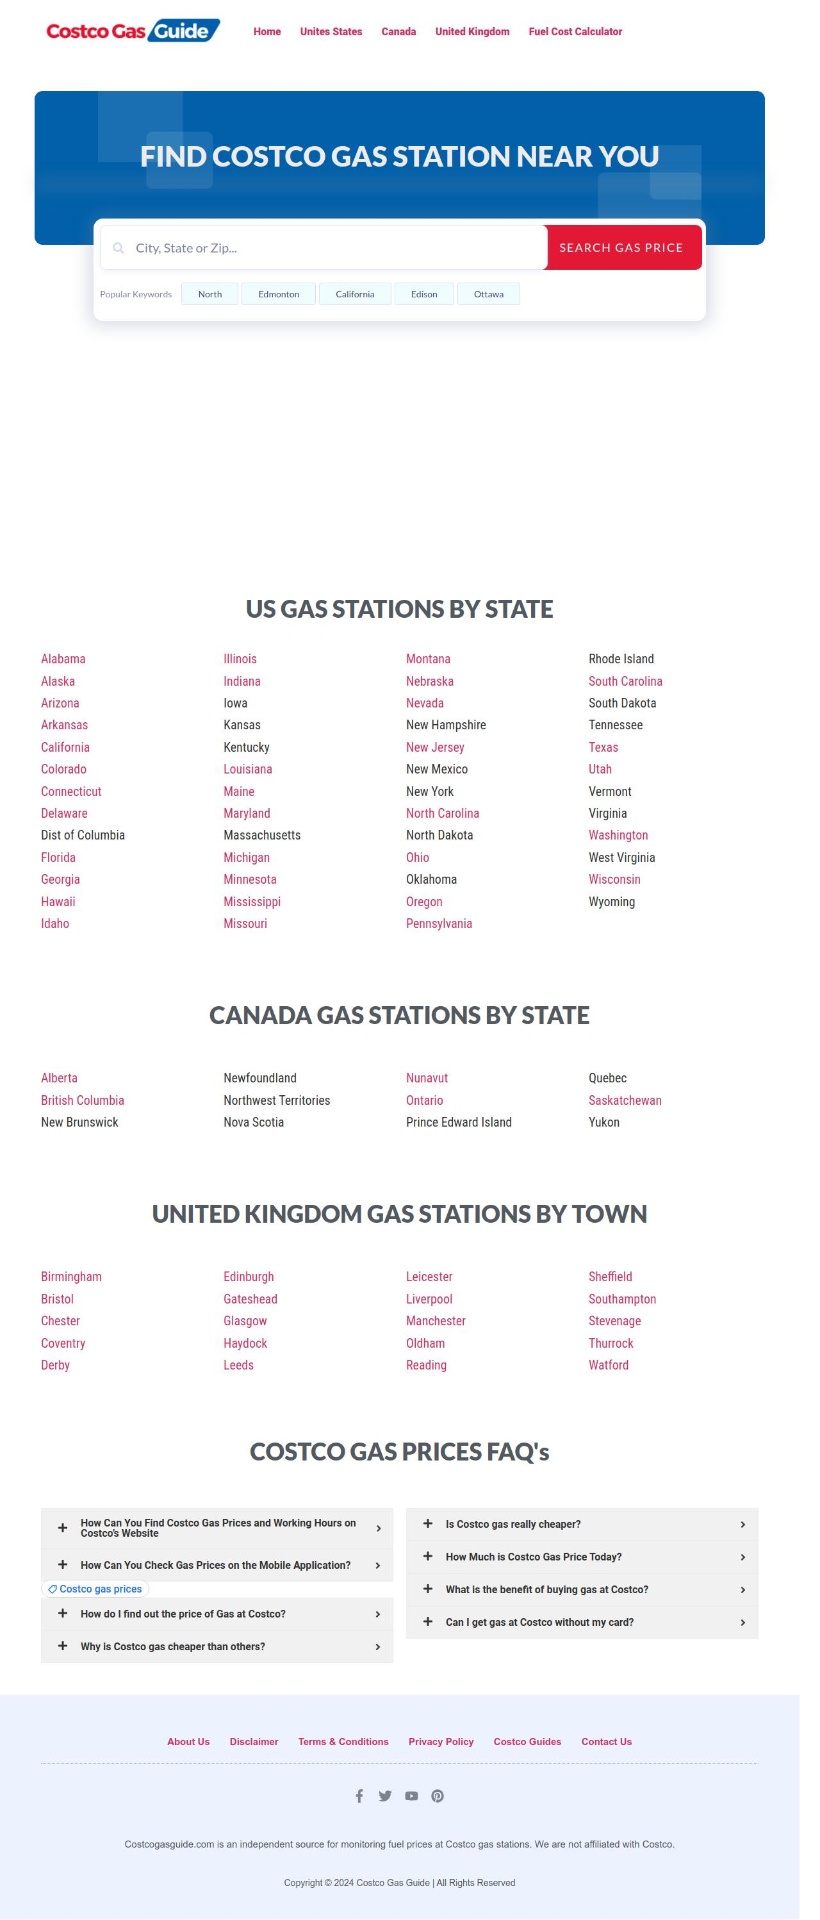 Costco Gas Guide
Home Unites States Canada United Kingdom Fuel Cost Calculator
FIND COSTCO GAS STATION NEAR YOU
City, State or Zip...
SEARCH GAS PRICE
Popular Keywords North Edmonton California Edison Ottawa
US GAS STATIONS BY STATE
Alabama Illinois Montana Rhode Island
Alaska Indiana Nebraska South Carolina
Arizona Iowa Nevada South Dakota
Arkansas Kansas New Hampshire Tennessee
California Kentucky New Jersey Texas
Colorado Louisiana New Mexico Utah
Connecticut Maine New York Vermont
Delaware Maryland North Carolina Virginia
Dist of Columbia Massachusetts North Dakota Washington
Florida Michigan Ohio West Virginia
Georgia Minnesota Oklahoma Wisconsin
Hawaii Mississippi Oregon Wyoming
Idaho Missouri Pennsylvania
CANADA GAS STATIONS BY STATE
Alberta Newfoundland Nunavut Quebec
British Columbia Northwest Territories Ontario Saskatchewan
New Brunswick Nova Scotia Prince Edward Island Yukon
UNITED KINGDOM GAS STATIONS BY TOWN
Birmingham Edinburgh Leicester Sheffield
Bristol Gateshead Liverpool Southampton
Chester Glasgow Manchester Stevenage
Coventry Haydock Oldham Thurrock
Derby Leeds Reading Watford
COSTCO GAS PRICES FAQ's
How Can You Find Costco Gas Prices and Working Hours on
Costco's Website
How Can You Check Gas Prices on the Mobile Application?
Costco gas prices
How do I find out the price of Gas at Costco?
Why is Costco gas cheaper than others?
Is Costco gas really cheaper?
How Much is Costco Gas Price Today?
What is the benefit of buying gas at Costco?
Can I get gas at Costco without my card?
About Us Disclaimer Terms & Conditions Privacy Policy Costco Guides Contact Us
Costcogasguide.com is an independent source for monitoring fuel prices at Costco gas stations. We are not affiliated with Costco.
Copyright © 2024 Costco Gas Guide | All Rights Reserved